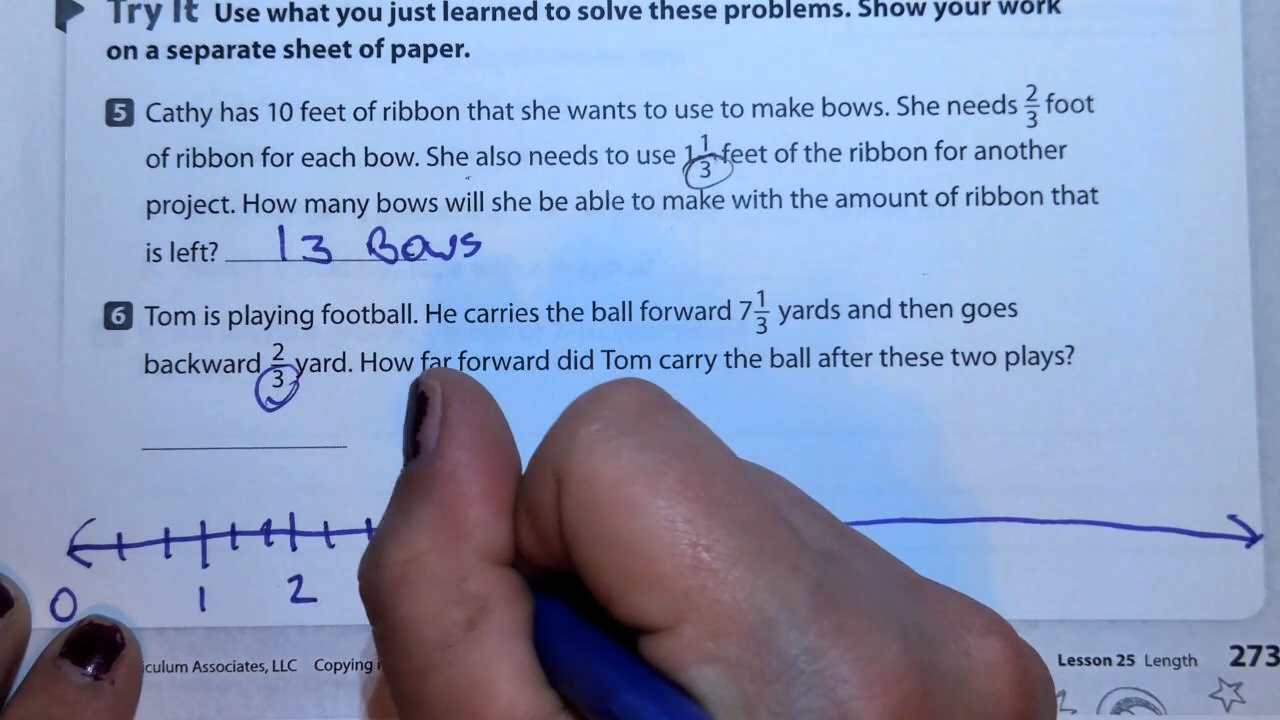 Try It Use what you just learned to solve these problems. Show your work
on a separate sheet of paper.
5 Cathy has 10 feet of ribbon that she wants to use to make bows. She needs 2/3 foot
of ribbon for each bow. She also needs to use 1 1/3 feet of the ribbon for another
project. How many bows will she be able to make with the amount of ribbon that
is left? 13 Bows
6 Tom is playing football. He carries the ball forward 7 1/3 yards and then goes
backward 2/3 yard. How far forward did Tom carry the ball after these two plays?
0 1 2
Associates, LLC Copying Lesson 25 Length 273